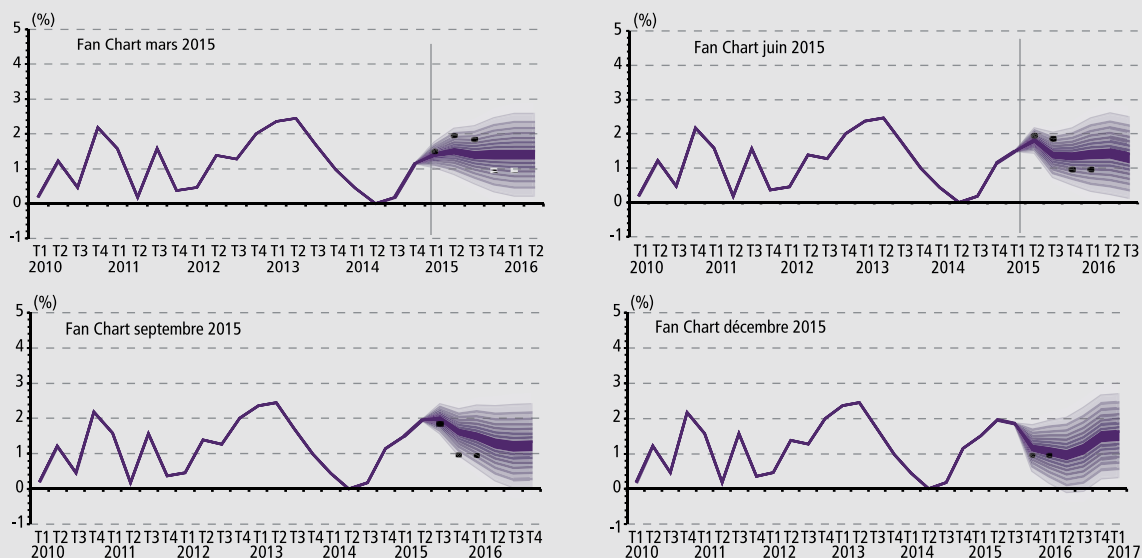 (%)
Fan Chart mars 2015
5
4
3
2
1
0
-1
T1 T2 T3 T4 T1 T2 T3 T4 T1 T2 T3 T4 T1 T2 T3 T4 T1 T2 T3 T4 T1 T2 T3 T4 T1 T2
2010 2011 2012 2013 2014 2015 2016
(%)
Fan Chart juin 2015
5
4
3
2
1
0
-1
T1 T2 T3 T4 T1 T2 T3 T4 T1 T2 T3 T4 T1 T2 T3 T4 T1 T2 T3 T4 T1 T2 T3 T4 T1 T2 T3
2010 2011 2012 2013 2014 2015 2016
(%)
Fan Chart septembre 2015
5
4
3
2
1
0
-1
T1 T2 T3 T4 T1 T2 T3 T4 T1 T2 T3 T4 T1 T2 T3 T4 T1 T2 T3 T4 T1 T2 T3 T4 T1 T2 T3 T4
2010 2011 2012 2013 2014 2015 2016
(%)
Fan Chart décembre 2015
5
4
3
2
1
0
-1
T1 T2 T3 T4 T1 T2 T3 T4 T1 T2 T3 T4 T1 T2 T3 T4 T1 T2 T3 T4 T1 T2 T3 T4 T1 T2 T3 T4 T1
2010 2011 2012 2013 2014 2015 2016 2017